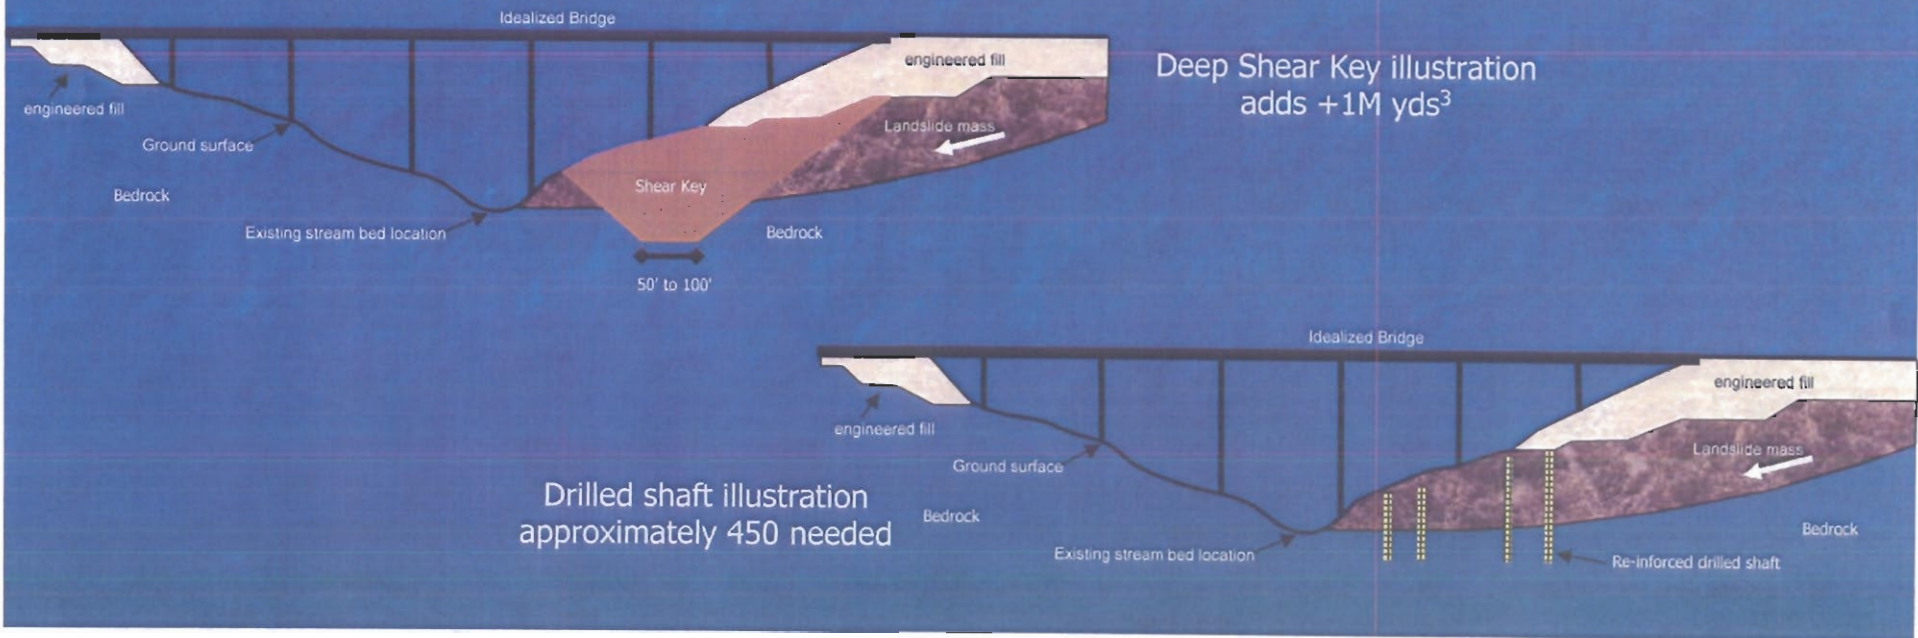 Idealized Bridge
engineered fill
Deep Shear Key illustration
adds +1M yds³
engineered fill
Landslide mass
Ground surface
Shear Key
Bedrock
Existing stream bed location
Bedrock
50' to 100'
Idealized Bridge
engineered fill
engineered fill
Landslide mass
Ground surface
Drilled shaft illustration
approximately 450 needed
Bedrock
Bedrock
Existing stream bed location
Re-inforced drilled shaft